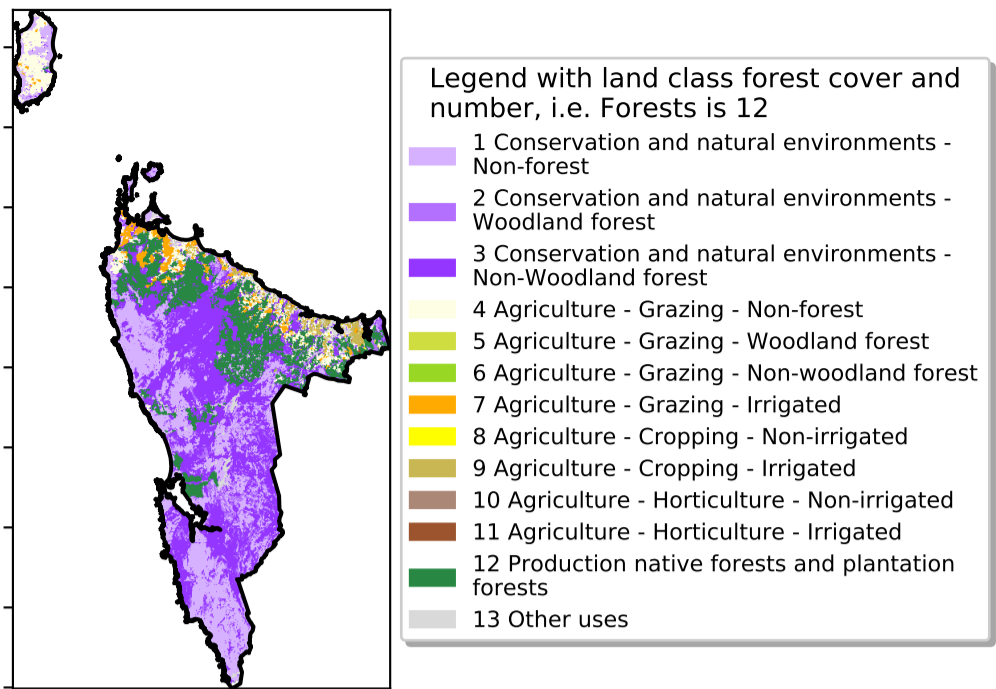 Legend with land class forest cover and
number, i.e. Forests is 12
1 Conservation and natural environments -
Non-forest
2 Conservation and natural environments -
Woodland forest
3 Conservation and natural environments -
Non-Woodland forest
4 Agriculture - Grazing - Non-forest
5 Agriculture - Grazing - Woodland forest
6 Agriculture - Grazing - Non-woodland forest
7 Agriculture - Grazing - Irrigated
8 Agriculture - Cropping - Non-irrigated
9 Agriculture - Cropping - Irrigated
10 Agriculture - Horticulture - Non-irrigated
11 Agriculture - Horticulture - Irrigated
12 Production native forests and plantation
forests
13 Other uses